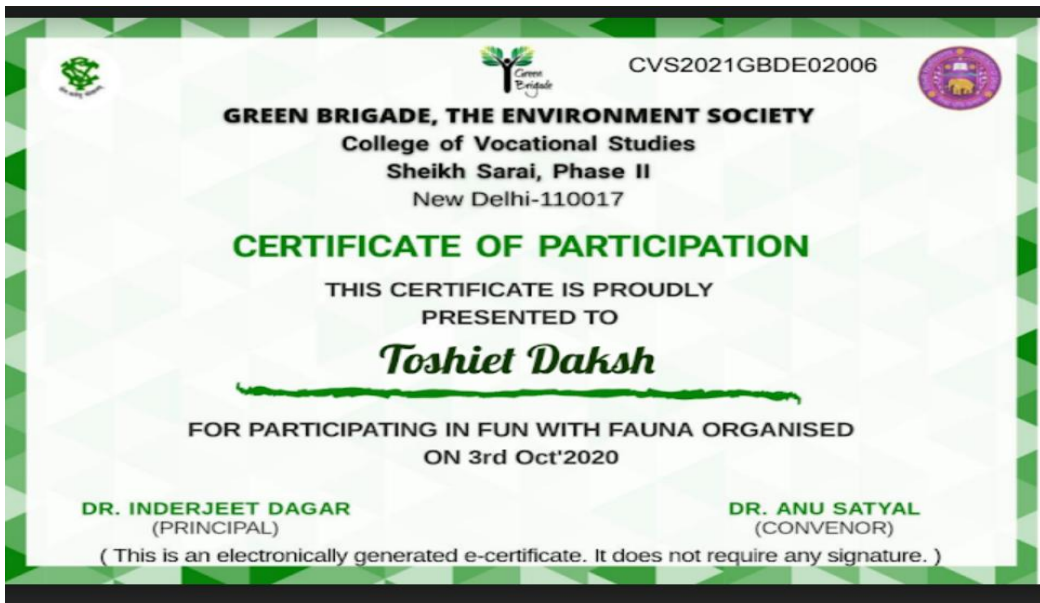 Green
Brigade
CVS2021GBDE02006
GREEN BRIGADE, THE ENVIRONMENT SOCIETY
College of Vocational Studies
Sheikh Sarai, Phase II
New Delhi-110017
CERTIFICATE OF PARTICIPATION
THIS CERTIFICATE IS PROUDLY
PRESENTED TO
Toshiet Daksh
FOR PARTICIPATING IN FUN WITH FAUNA ORGANISED
ON 3rd Oct'2020
DR. INDERJEET DAGAR
(PRINCIPAL)
DR. ANU SATYAL
(CONVENOR)
( This is an electronically generated e-certificate. It does not require any signature. )